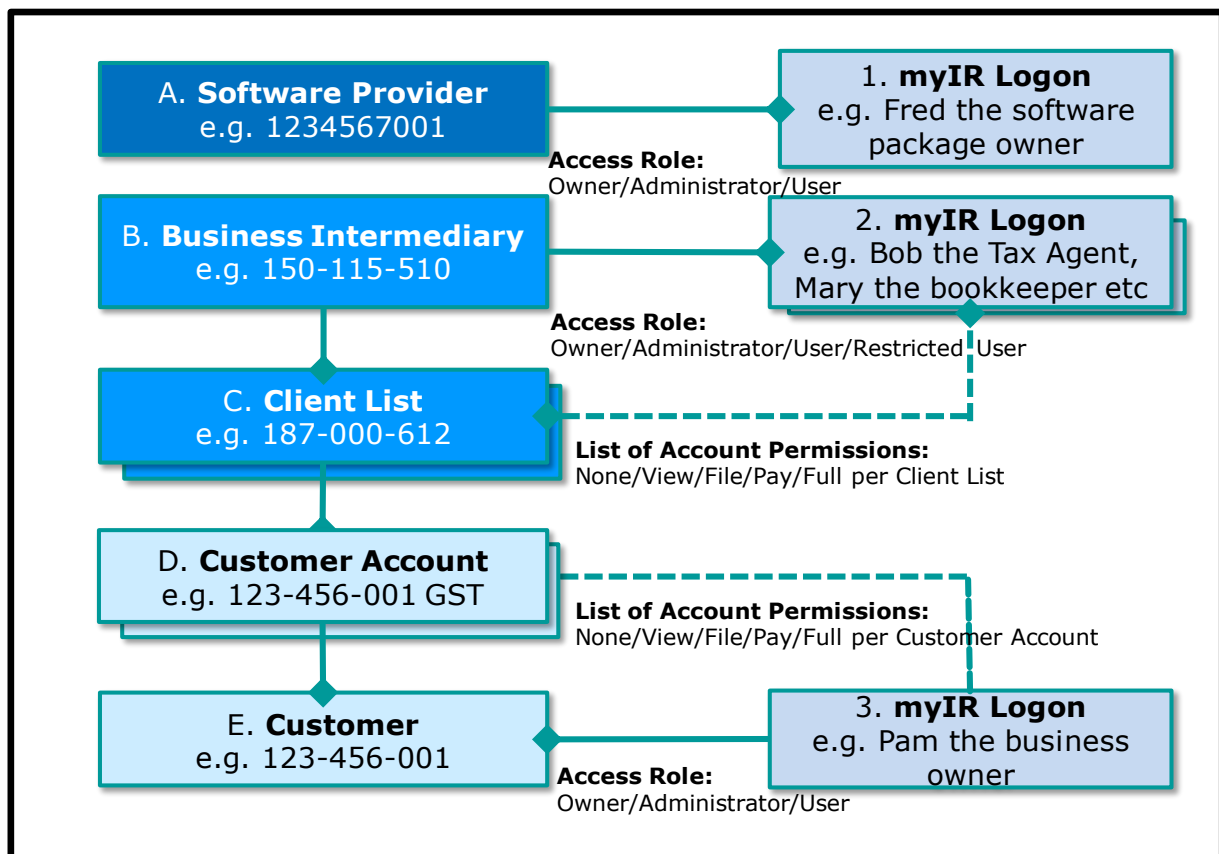 A. Software Provider
e.g. 1234567001
1. myIR Logon
e.g. Fred the software
package owner
Access Role:
Owner/Administrator/User
B. Business Intermediary
e.g. 150-115-510
2. myIR Logon
e.g. Bob the Tax Agent,
Mary the bookkeeper etc
Access Role:
Owner/Administrator/User/Restricted User
C. Client List
e.g. 187-000-612
List of Account Permissions:
None/View/File/Pay/Full per Client List
D. Customer Account
e.g. 123-456-001 GST
List of Account Permissions:
None/View/File/Pay/Full per Customer Account
E. Customer
e.g. 123-456-001
3. myIR Logon
e.g. Pam the business
owner
Access Role:
Owner/Administrator/User